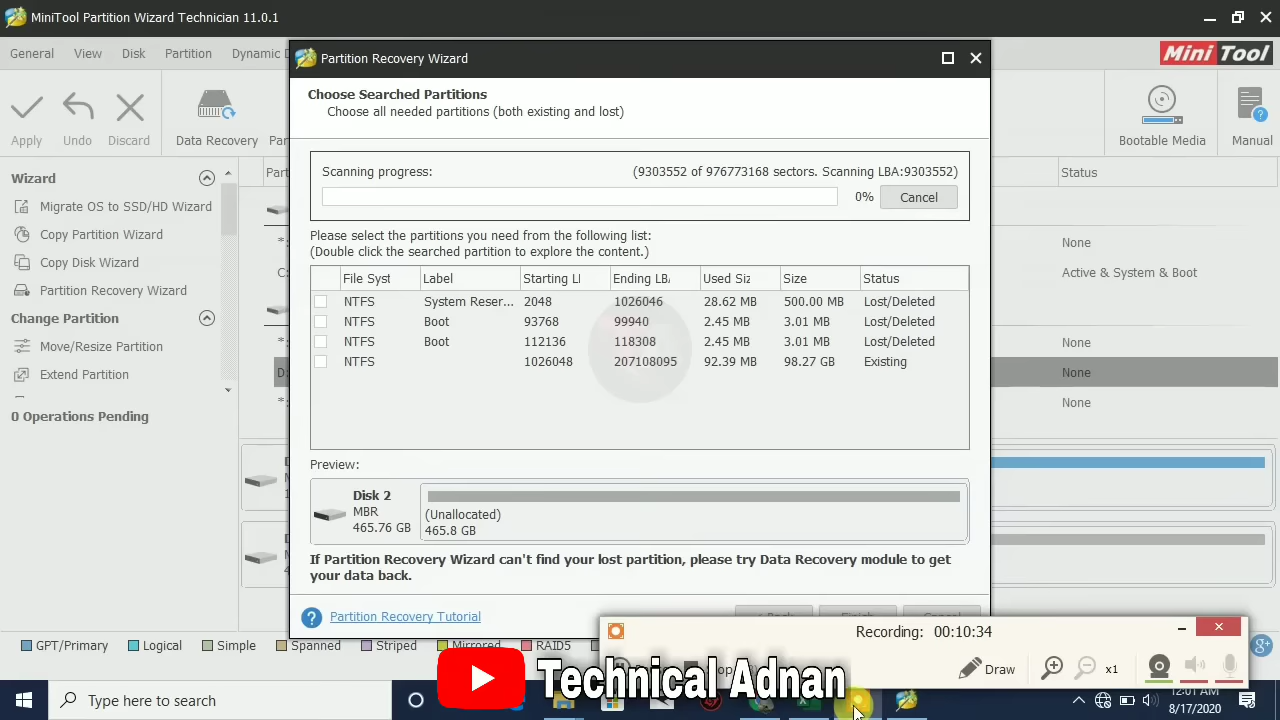 MiniTool Partition Wizard Technician 11.0.1
General View Disk Partition Dynamic D
Mini Tool
Partition Recovery Wizard
Choose Searched Partitions
Choose all needed partitions (both existing and lost)
Apply Undo Discard Data Recovery Bootable Media Manual
Scanning progress: (9303552 of 976773168 sectors. Scanning LBA:9303552)
0% Cancel
Wizard
Migrate OS to SSD/HD Wizard
Copy Partition Wizard
Copy Disk Wizard
Partition Recovery Wizard
Change Partition
Move/Resize Partition
Extend Partition
0 Operations Pending
Part
*:
C:
D:
*:
Status
None
Active & System & Boot
None
None
None
Please select the partitions you need from the following list:
(Double click the searched partition to explore the content.)
File Syst Label Starting LI Ending LBA Used Siz Size Status
NTFS System Reser... 2048 1026046 28.62 MB 500.00 MB Lost/Deleted
NTFS Boot 93768 99940 2.45 MB 3.01 MB Lost/Deleted
NTFS Boot 112136 118308 2.45 MB 3.01 MB Lost/Deleted
NTFS 1026048 207108095 92.39 MB 98.27 GB Existing
Preview:
Disk 2
MBR
465.76 GB
(Unallocated)
465.8 GB
If Partition Recovery Wizard can't find your lost partition, please try Data Recovery module to get
your data back.
Partition Recovery Tutorial
GPT/Primary Logical Simple Spanned Striped Mirrored RAID5
Recording: 00:10:34
Draw x1
Technical Adnan
Type here to search
12:01 AM
8/17/2020